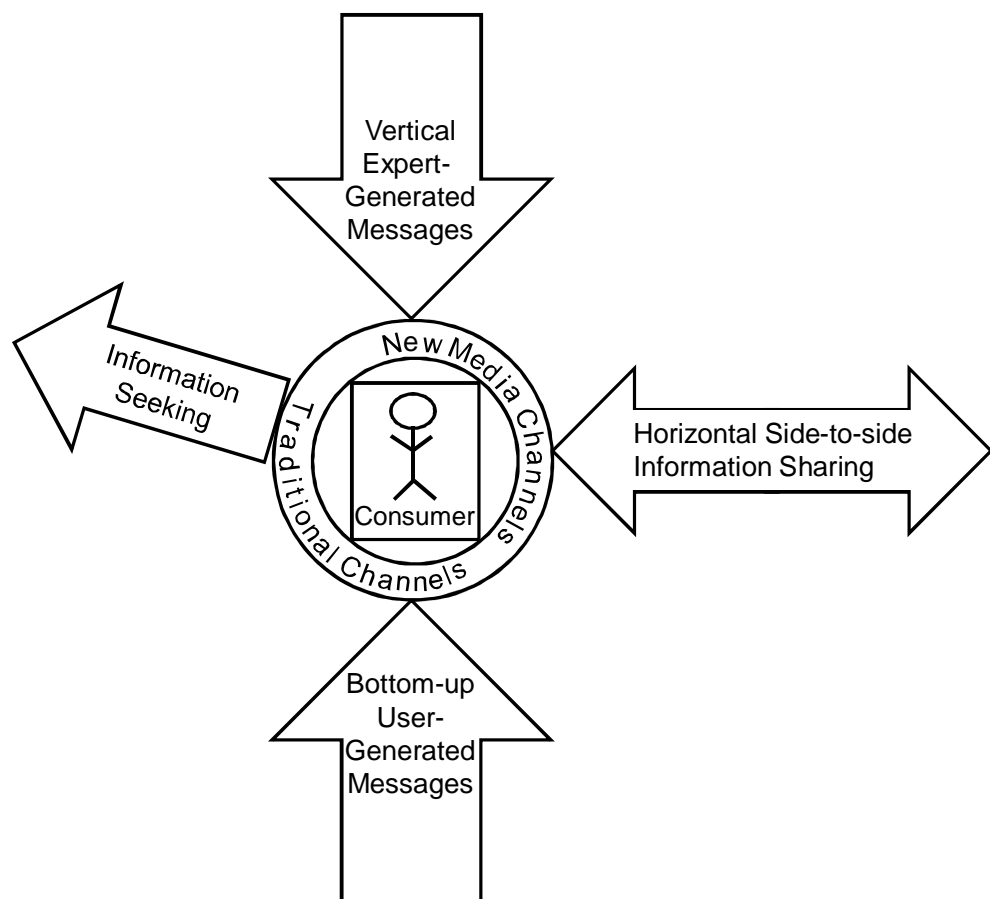 Vertical
Expert-
Generated
Messages
New Media Channels
Information
Seeking
Traditional Channels
Consumer
Horizontal Side-to-side
Information Sharing
Bottom-up
User-
Generated
Messages